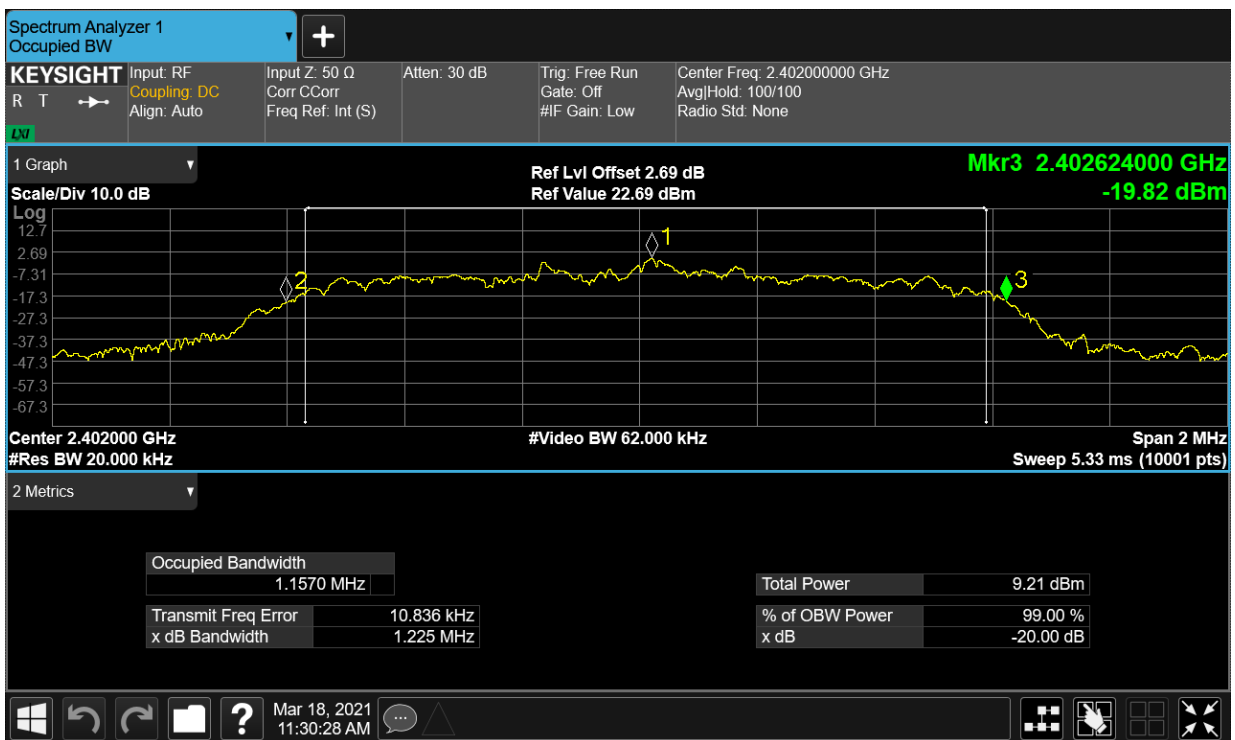 Spectrum Analyzer 1
Occupied BW
KEYSIGHT
R T
LXI
Input: RF
Coupling: DC
Align: Auto
Input Z: 50 Ω
Corr CCorr
Freq Ref: Int (S)
Atten: 30 dB
Trig: Free Run
Gate: Off
#IF Gain: Low
Center Freq: 2.402000000 GHz
Avg|Hold: 100/100
Radio Std: None
1 Graph
Scale/Div 10.0 dB
Ref Lvl Offset 2.69 dB
Ref Value 22.69 dBm
Mkr3 2.402624000 GHz
-19.82 dBm
Log
12.7
2.69
-7.31
-17.3
-27.3
-37.3
-47.3
-57.3
-67.3
1
2
3
Center 2.402000 GHz
#Res BW 20.000 kHz
#Video BW 62.000 kHz
Span 2 MHz
Sweep 5.33 ms (10001 pts)
2 Metrics
Occupied Bandwidth
1.1570 MHz
Transmit Freq Error 10.836 kHz
x dB Bandwidth 1.225 MHz
Total Power 9.21 dBm
% of OBW Power 99.00 %
x dB -20.00 dB
?
Mar 18, 2021
11:30:28 AM